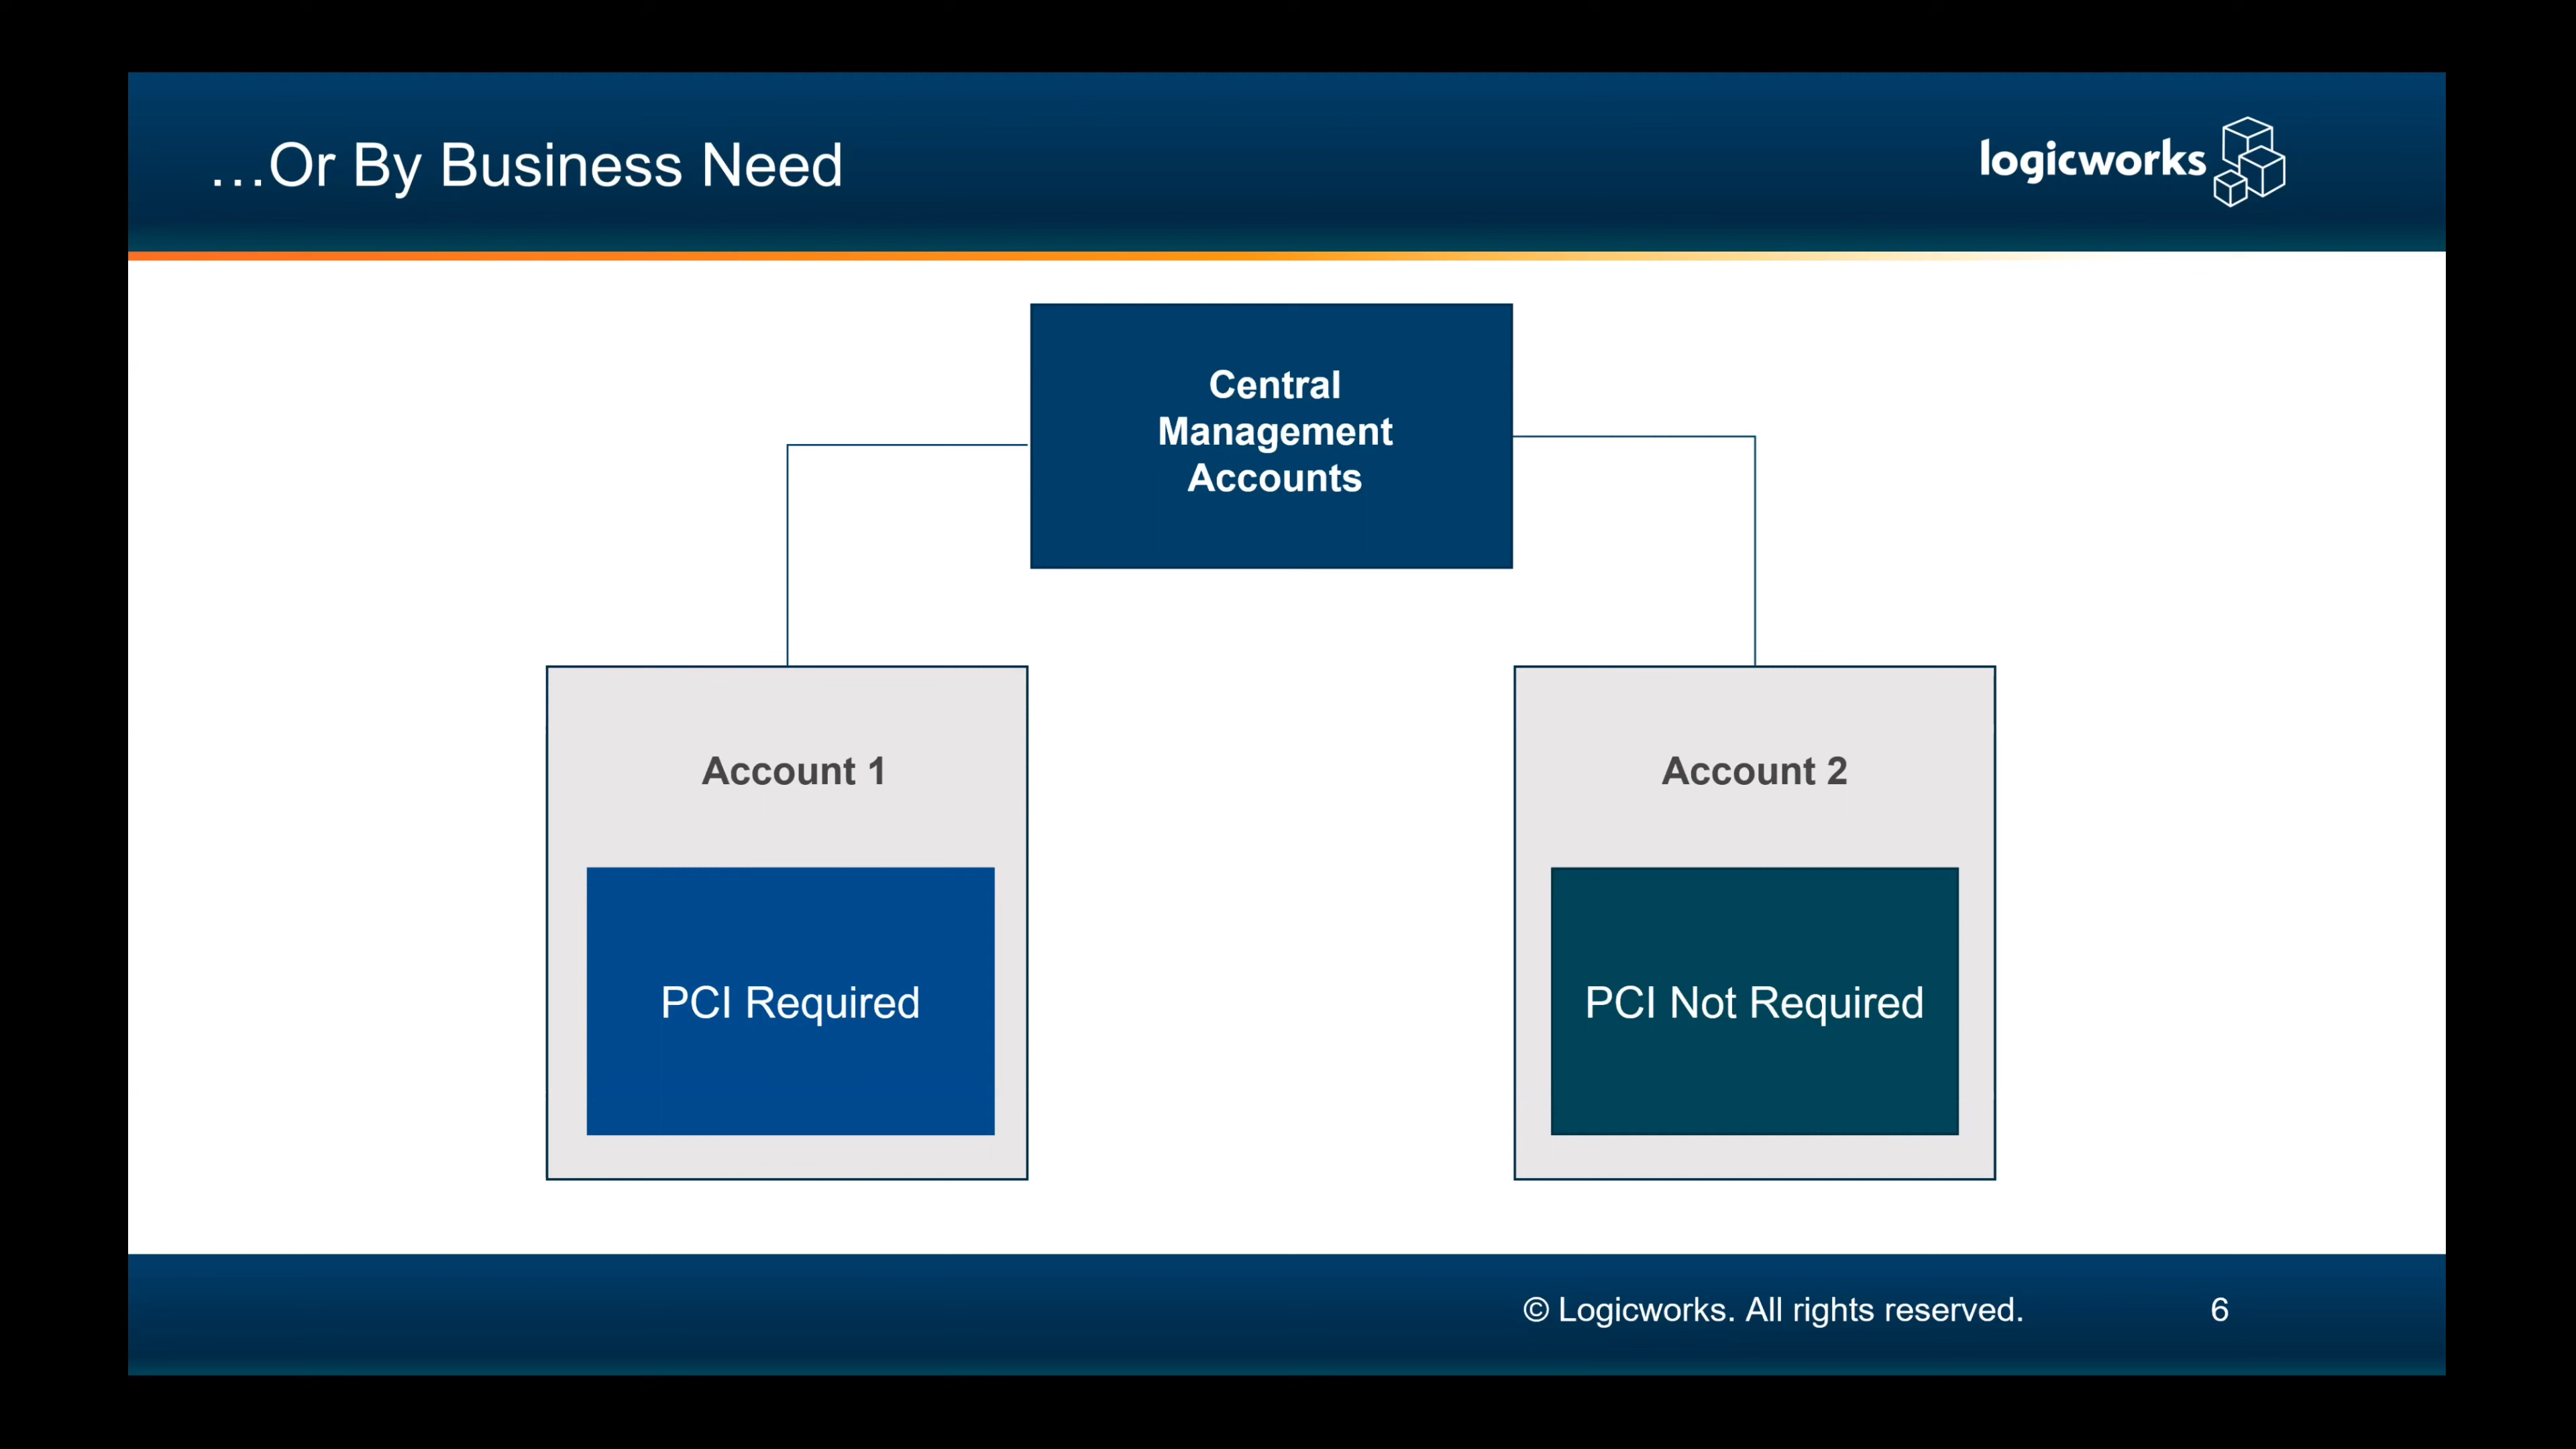 …Or By Business Need
logicworks
Central
Management
Accounts
Account 1
Account 2
PCI Required
PCI Not Required
© Logicworks. All rights reserved.
6